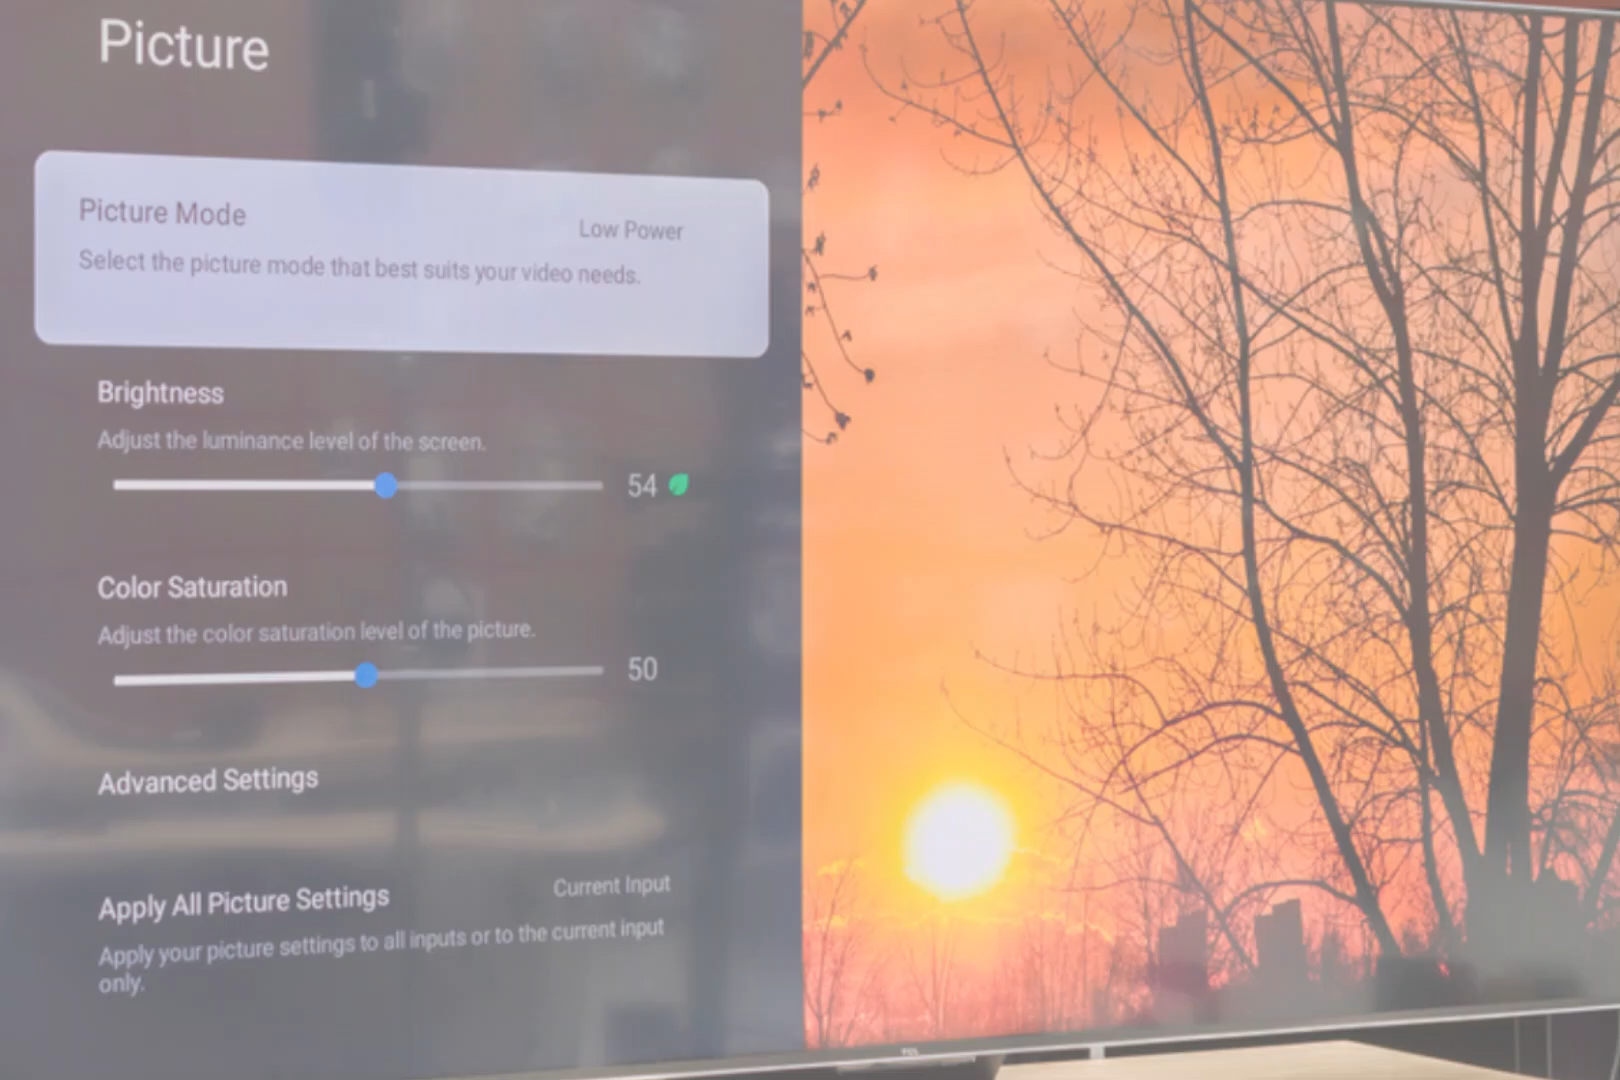 Picture
Picture Mode
Low Power
Select the picture mode that best suits your video needs.
Brightness
Adjust the luminance level of the screen.
54
Color Saturation
Adjust the color saturation level of the picture.
50
Advanced Settings
Apply All Picture Settings
Current Input
Apply your picture settings to all inputs or to the current input
only.
TCL